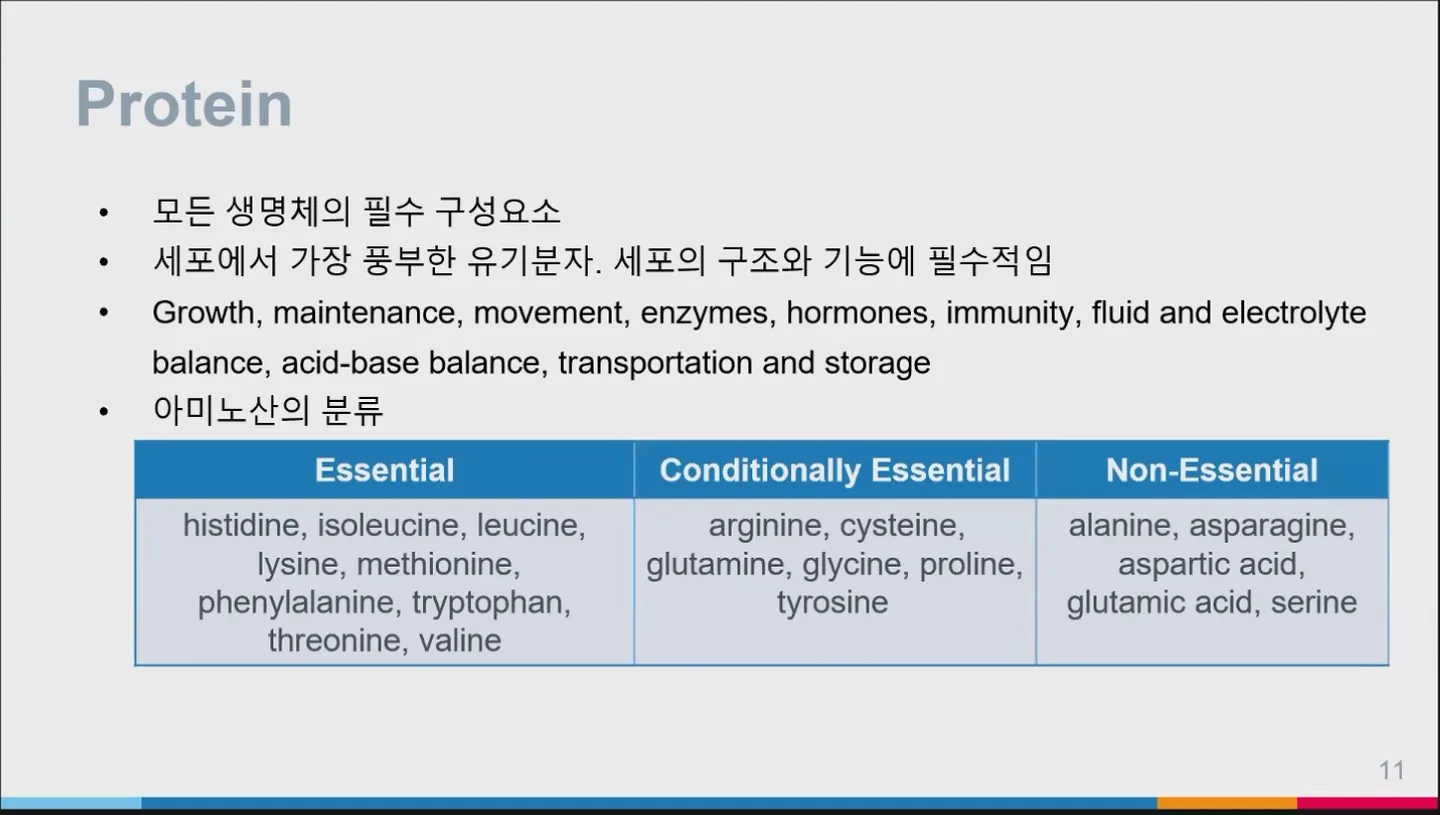 Protein
• 모든 생명체의 필수 구성요소
• 세포에서 가장 풍부한 유기분자. 세포의 구조와 기능에 필수적임
• Growth, maintenance, movement, enzymes, hormones, immunity, fluid and electrolyte
balance, acid-base balance, transportation and storage
• 아미노산의 분류
Essential
Conditionally Essential
Non-Essential
histidine, isoleucine, leucine,
lysine, methionine,
phenylalanine, tryptophan,
threonine, valine
arginine, cysteine,
glutamine, glycine, proline,
tyrosine
alanine, asparagine,
aspartic acid,
glutamic acid, serine
11